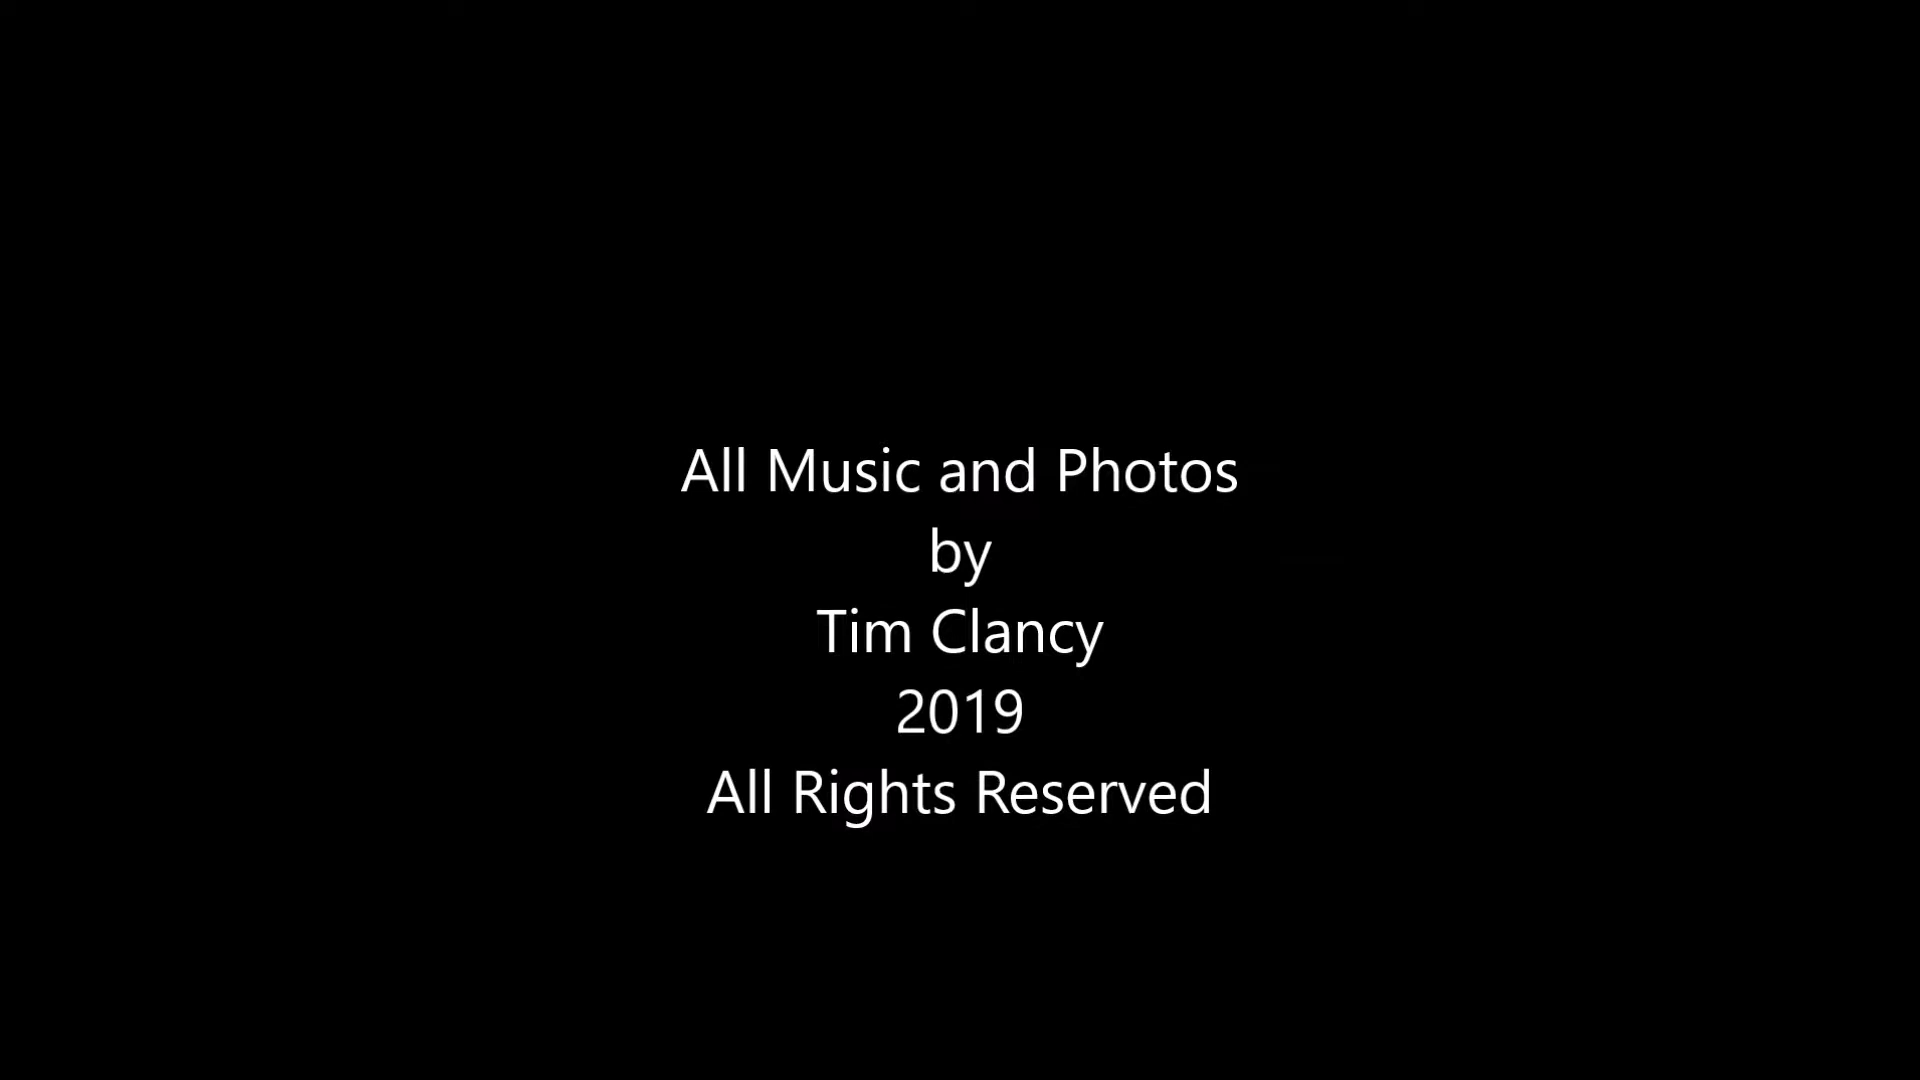 All Music and Photos
by
Tim Clancy
2019
All Rights Reserved